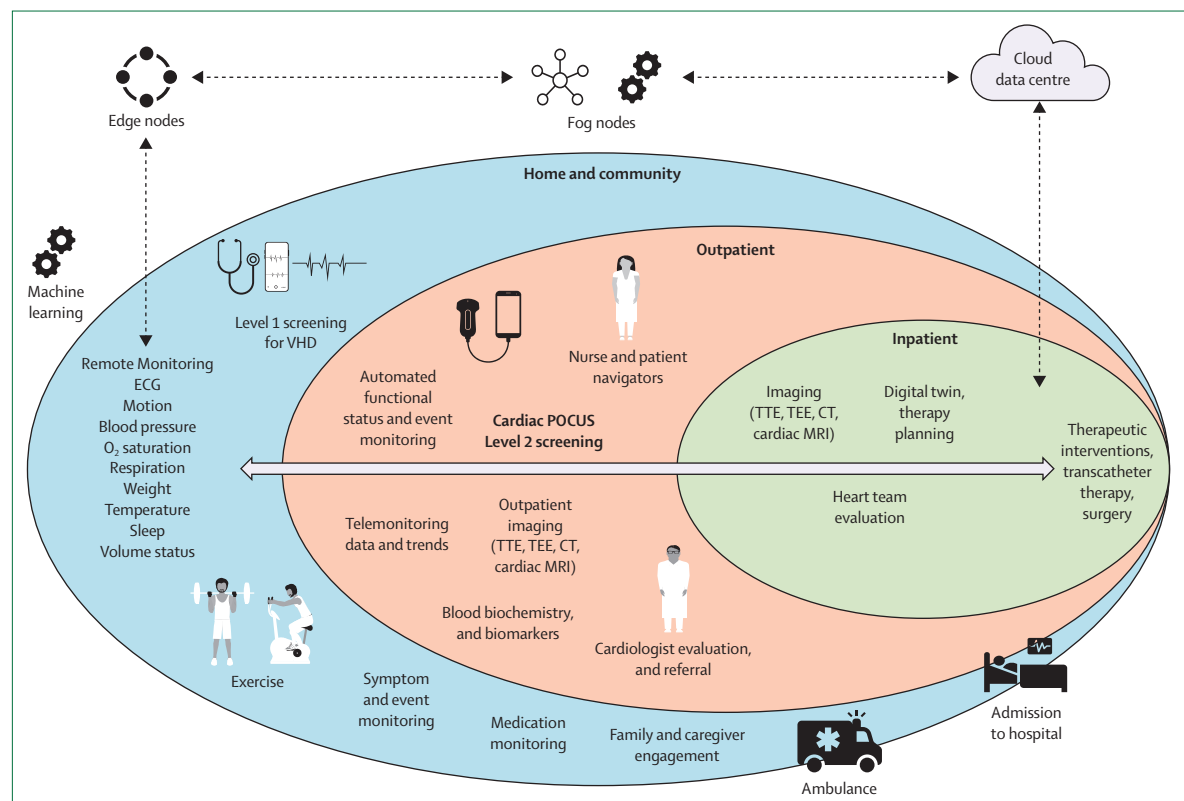 Edge nodes
Fog nodes
Cloud
data centre
Home and community
Machine
learning
Level 1 screening
for VHD
Remote Monitoring
ECG
Motion
Blood pressure
O₂ saturation
Respiration
Weight
Temperature
Sleep
Volume status
Exercise
Symptom
and event
monitoring
Medication
monitoring
Family and caregiver
engagement
Ambulance
Admission
to hospital
Outpatient
Nurse and patient
navigators
Automated
functional
status and event
monitoring
Cardiac POCUS
Level 2 screening
Telemonitoring
data and trends
Outpatient
imaging
(TTE, TEE, CT,
cardiac MRI)
Blood biochemistry,
and biomarkers
Cardiologist evaluation,
and referral
Inpatient
Imaging
(TTE, TEE, CT,
cardiac MRI)
Digital twin,
therapy
planning
Heart team
evaluation
Therapeutic
interventions,
transcatheter
therapy,
surgery